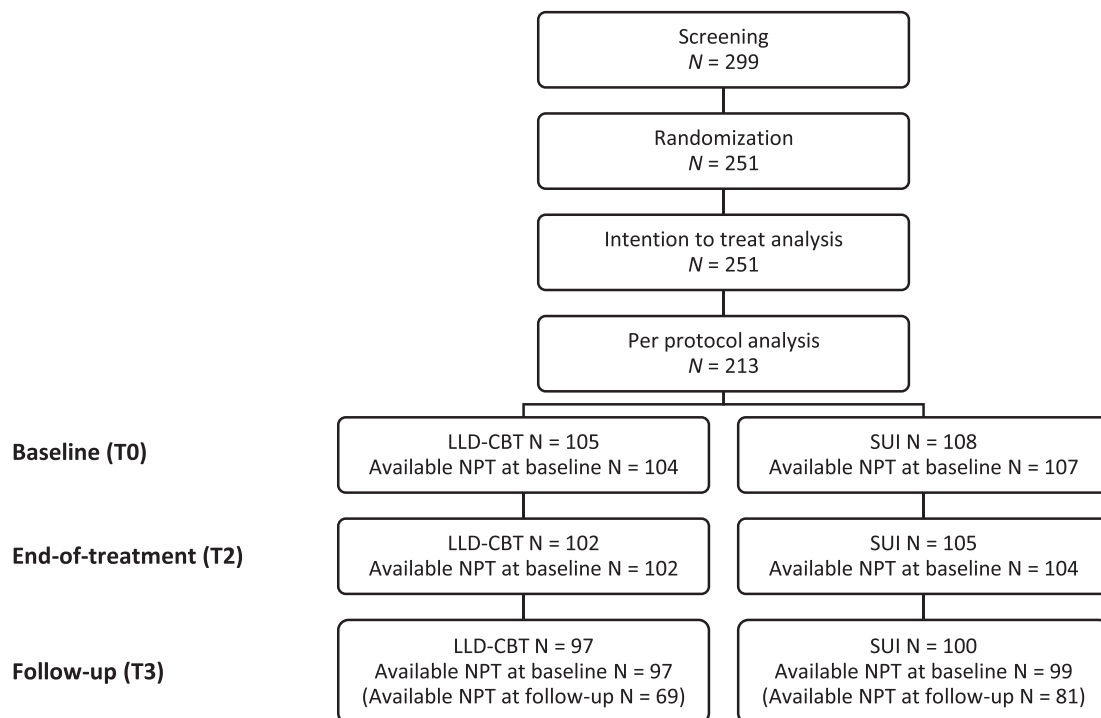 Screening
N = 299
Randomization
N = 251
Intention to treat analysis
N = 251
Per protocol analysis
N = 213
Baseline (T0)
LLD-CBT N = 105
Available NPT at baseline N = 104
SUI N = 108
Available NPT at baseline N = 107
End-of-treatment (T2)
LLD-CBT N = 102
Available NPT at baseline N = 102
SUI N = 105
Available NPT at baseline N = 104
Follow-up (T3)
LLD-CBT N = 97
Available NPT at baseline N = 97
(Available NPT at follow-up N = 69)
SUI N = 100
Available NPT at baseline N = 99
(Available NPT at follow-up N = 81)